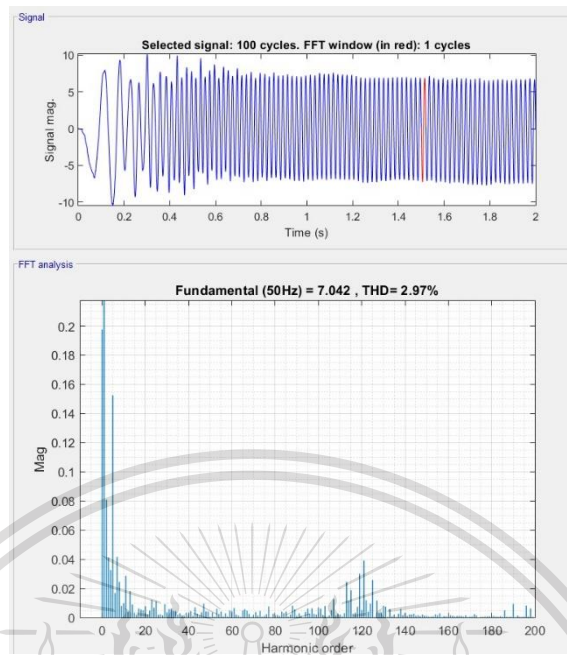 Signal
Selected signal: 100 cycles. FFT window (in red): 1 cycles
10
5
0
-5
-10
Signal mag.
0 0.2 0.4 0.6 0.8 1 1.2 1.4 1.6 1.8 2
Time (s)
FFT analysis
Fundamental (50Hz) = 7.042 , THD= 2.97%
0.2
0.18
0.16
0.14
0.12
0.1
0.08
0.06
0.04
0.02
0
Mag
0 20 40 60 80 100 120 140 160 180 200
Harmonic order